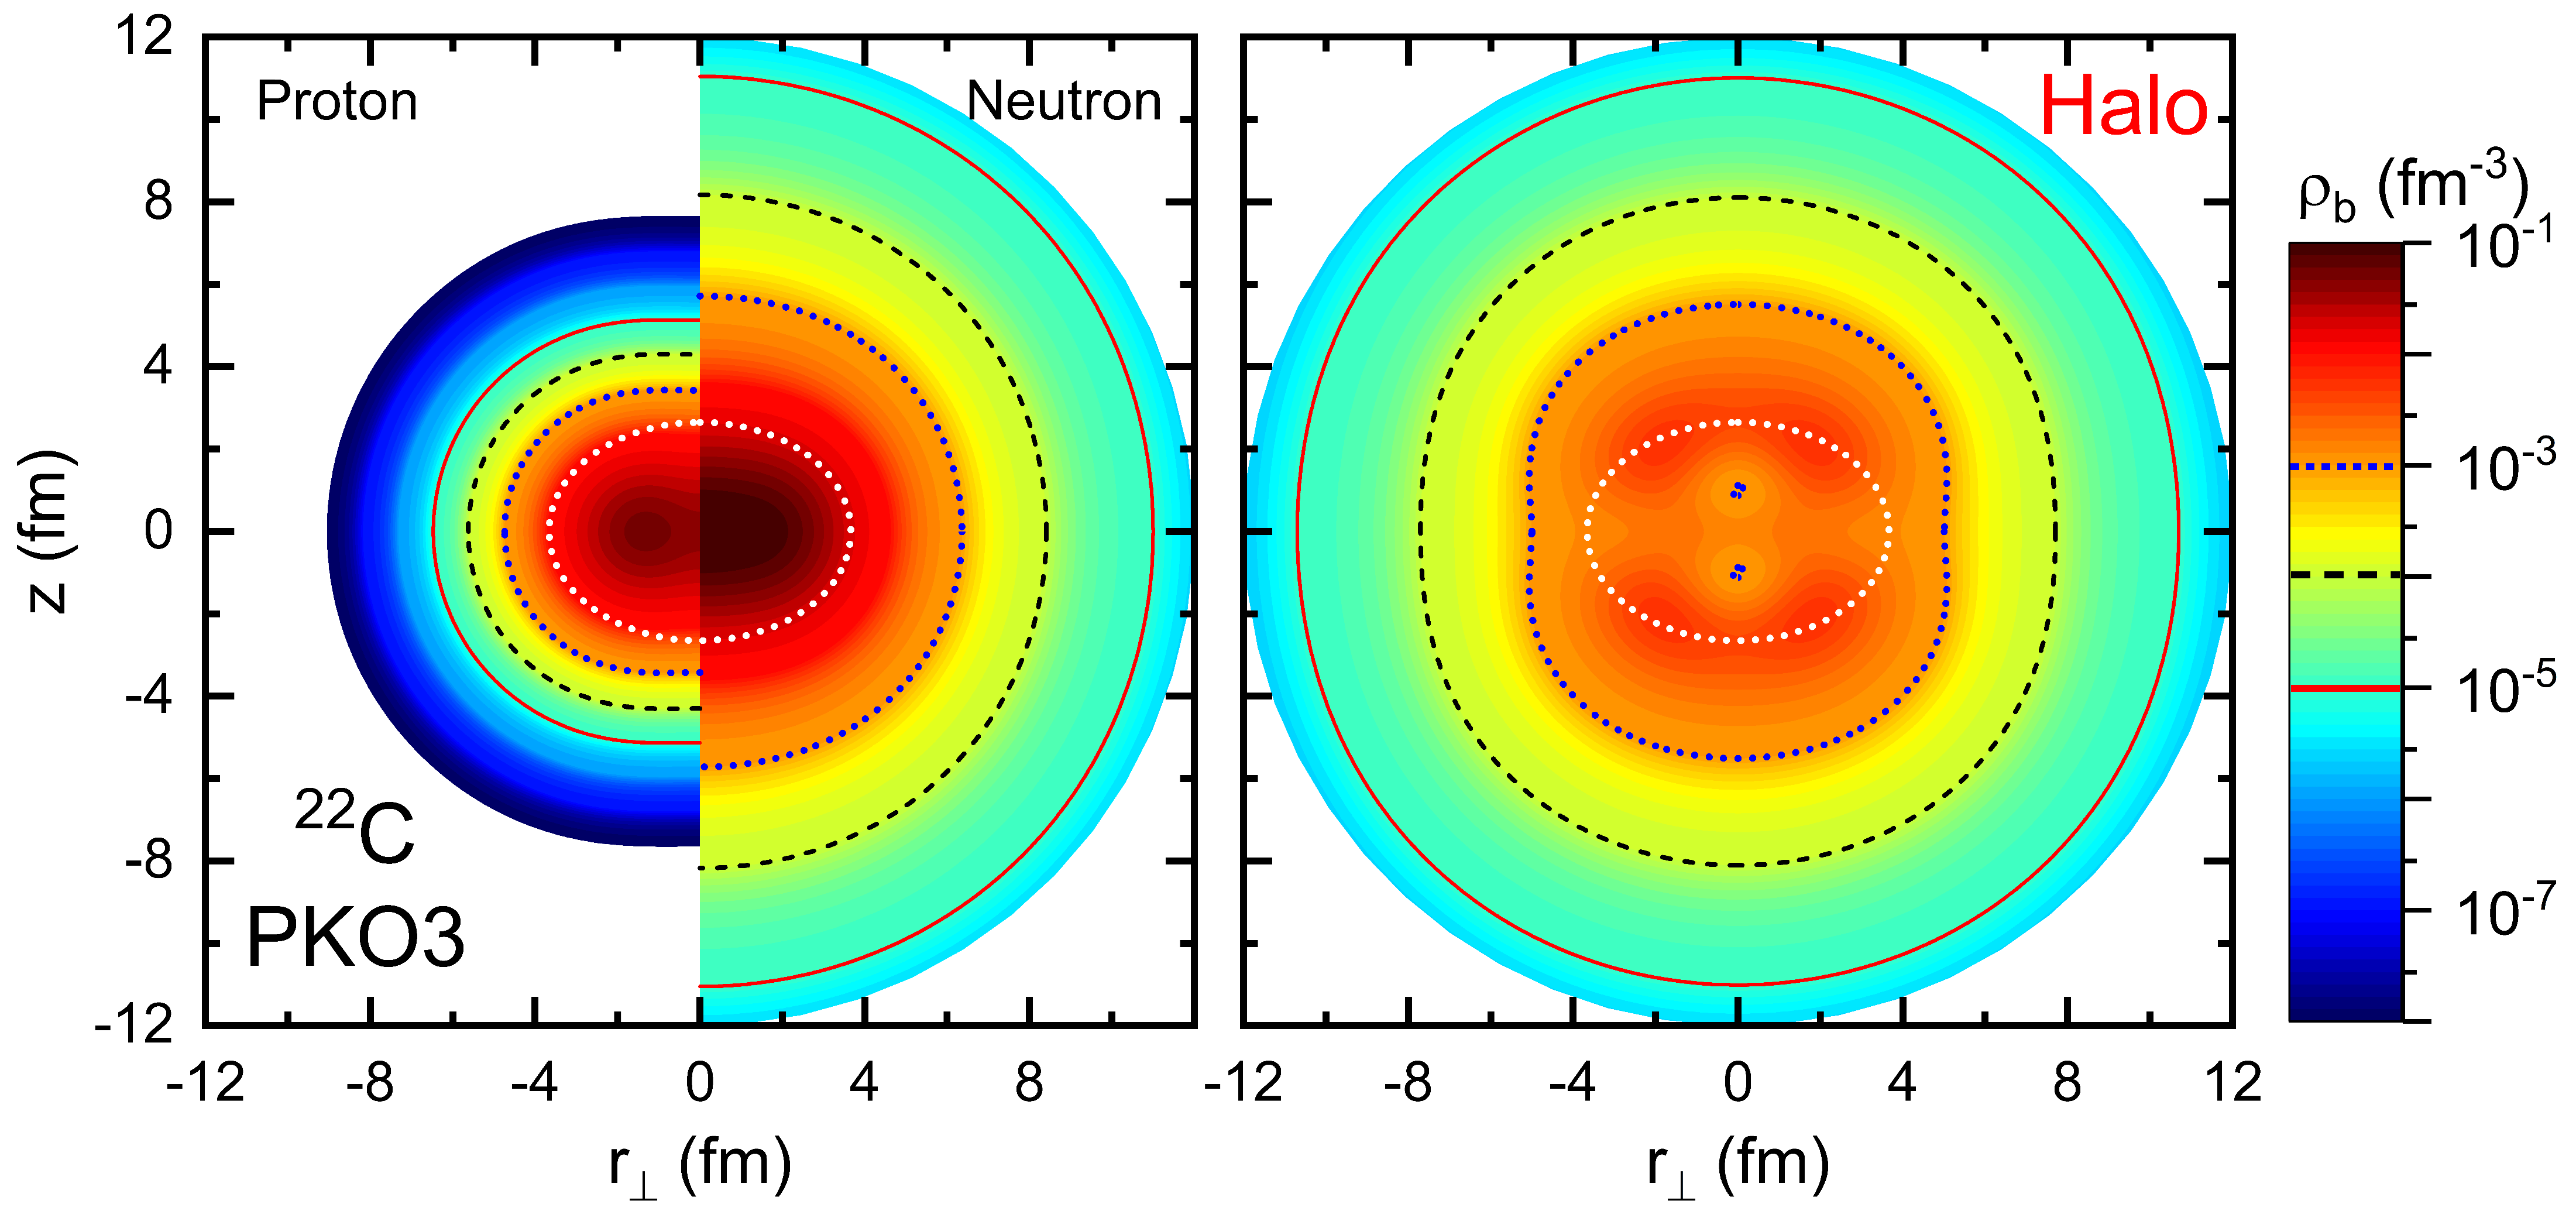 Proton
Neutron
²²C
PKO3
12
8
4
0
-4
-8
-12
z (fm)
-12 -8 -4 0 4 8
r⊥ (fm)
Halo
-12 -8 -4 0 4 8 12
r⊥ (fm)
ρb (fm⁻³)
10⁻¹
10⁻³
10⁻⁵
10⁻⁷